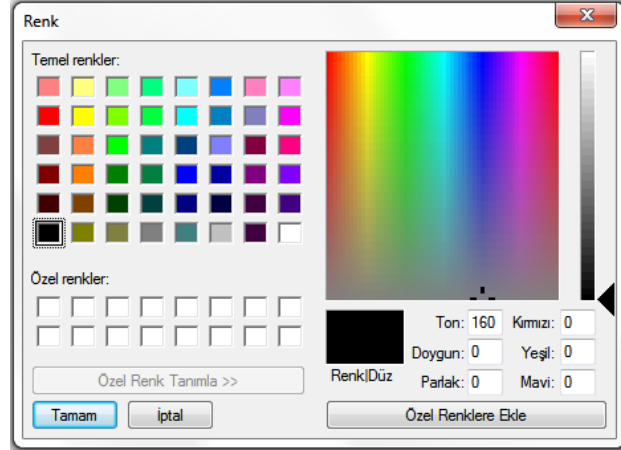 Renk
Temel renkler:
Özel renkler:
Özel Renk Tanımla >>
Tamam
İptal
Renk|Düz
Ton: 160
Kırmızı: 0
Doygun: 0
Yeşil: 0
Parlak: 0
Mavi: 0
Özel Renklere Ekle